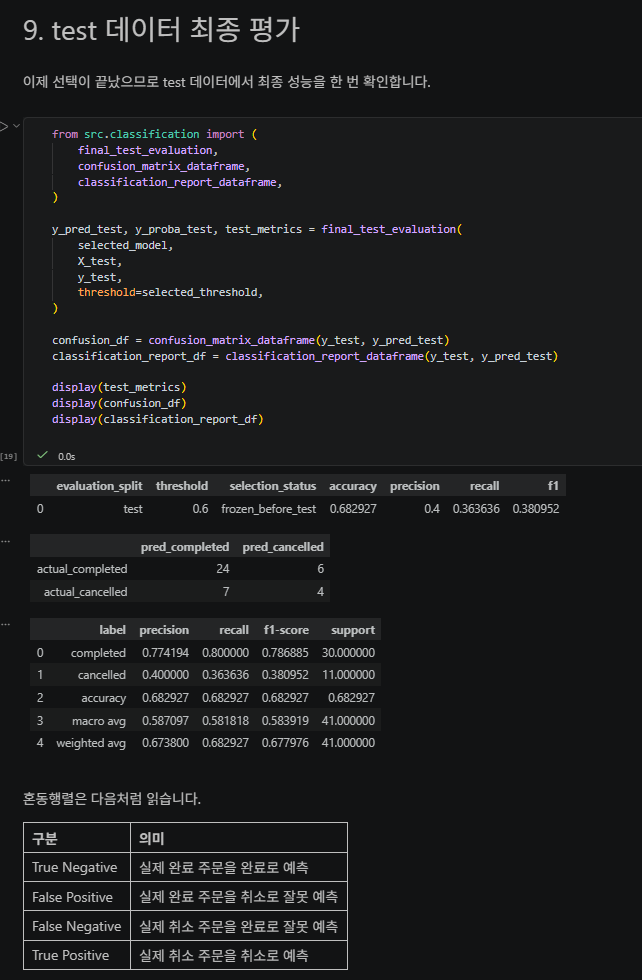 9. test 데이터 최종 평가
이제 선택이 끝났으므로 test 데이터에서 최종 성능을 한 번 확인합니다.
from src.classification import (
    final_test_evaluation,
    confusion_matrix_dataframe,
    classification_report_dataframe,
)
y_pred_test, y_proba_test, test_metrics = final_test_evaluation(
    selected_model,
    X_test,
    y_test,
    threshold=selected_threshold,
)
confusion_df = confusion_matrix_dataframe(y_test, y_pred_test)
classification_report_df = classification_report_dataframe(y_test, y_pred_test)
display(test_metrics)
display(confusion_df)
display(classification_report_df)
[19] 0.0s
... evaluation_split threshold selection_status accuracy precision recall f1
0 test 0.6 frozen_before_test 0.682927 0.4 0.363636 0.380952
... pred_completed pred_cancelled
actual_completed 24 6
actual_cancelled 7 4
... label precision recall f1-score support
0 completed 0.774194 0.800000 0.786885 30.000000
1 cancelled 0.400000 0.363636 0.380952 11.000000
2 accuracy 0.682927 0.682927 0.682927 0.682927
3 macro avg 0.587097 0.581818 0.583919 41.000000
4 weighted avg 0.673800 0.682927 0.677976 41.000000
혼동행렬은 다음처럼 읽습니다.
구분 의미
True Negative 실제 완료 주문을 완료로 예측
False Positive 실제 완료 주문을 취소로 잘못 예측
False Negative 실제 취소 주문을 완료로 잘못 예측
True Positive 실제 취소 주문을 취소로 예측